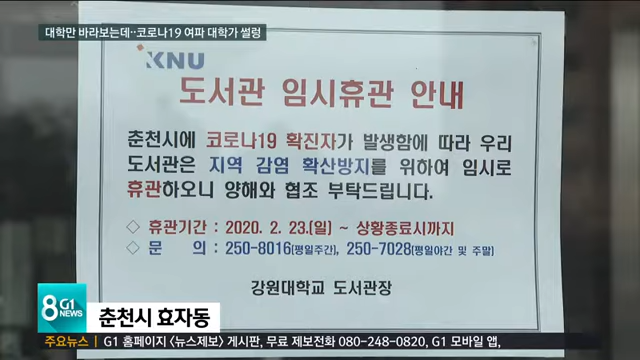 대학만 바라보는데··코로나19 여파 대학가 썰렁
KNU
도서관 임시휴관 안내
춘천시에 코로나19 확진자가 발생함에 따라 우리
도서관은 지역 감염 확산방지를 위하여 임시로
휴관하오니 양해와 협조 부탁드립니다.
◇ 휴관기간 : 2020. 2. 23.(일) ~ 상황종료시까지
◇ 문 의 : 250-8016(평일주간), 250-7028(평일야간 및 주말)
강원대학교 도서관장
8 G1 NEWS 춘천시 효자동
주요뉴스 G1 홈페이지 <뉴스제보> 게시판, 무료 제보전화 080-248-0820, G1 모바일 앱,